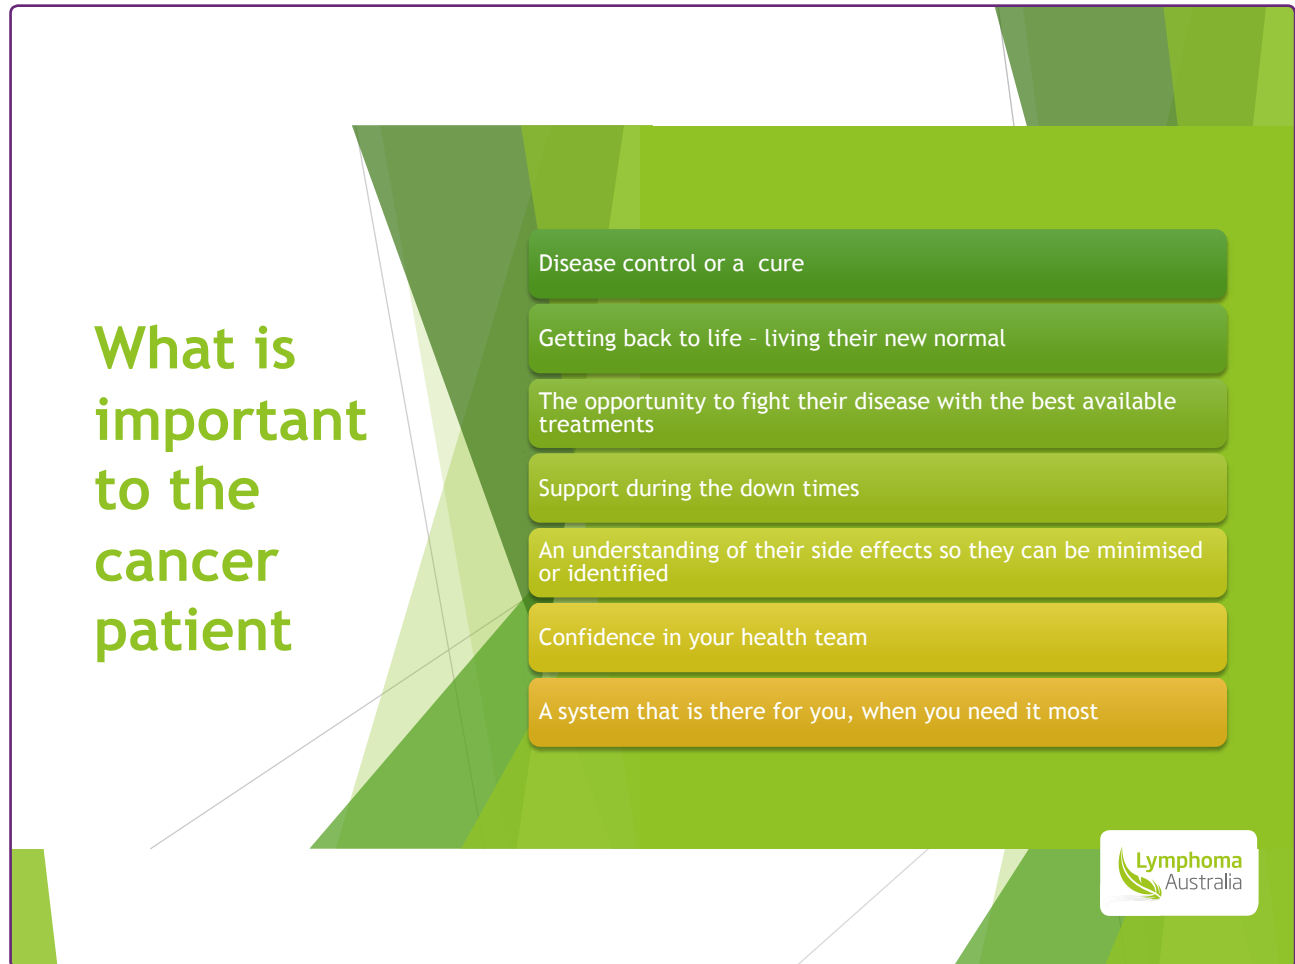 What is
important
to the
cancer
patient
Disease control or a  cure
Getting back to life – living their new normal
The opportunity to fight their disease with the best available
treatments
Support during the down times
An understanding of their side effects so they can be minimised
or identified
Confidence in your health team
A system that is there for you, when you need it most
Lymphoma
Australia